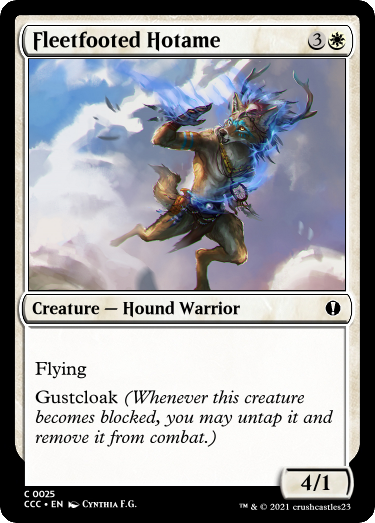 Fleetfooted Hotame 3
Creature — Hound Warrior
Flying
Gustcloak (Whenever this creature
becomes blocked, you may untap it and
remove it from combat.)
4/1
C 0025
CCC • EN Cynthia F.G.
™ & © 2021 crushcastles23